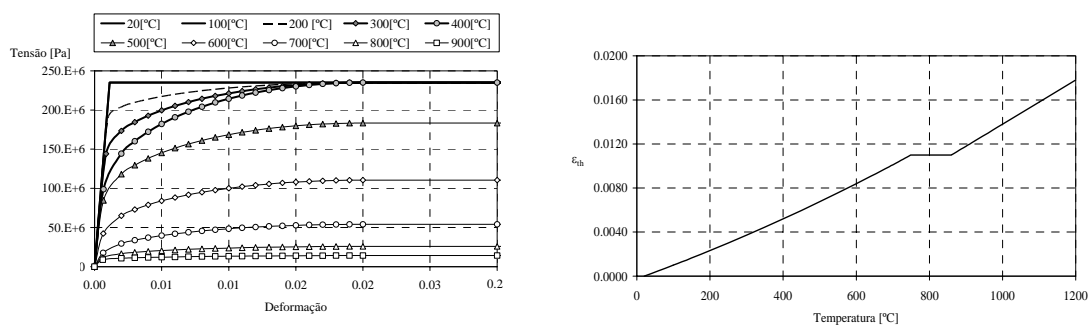 20[ºC] 100[ºC] 200 [ºC] 300[ºC] 400[ºC]
500[ºC] 600[ºC] 700[ºC] 800[ºC] 900[ºC]
Tensão [Pa]
250.E+6
200.E+6
150.E+6
100.E+6
50.E+6
0
0.00 0.01 0.01 0.02 0.02 0.03 0.2
Deformação
0.0200
0.0160
0.0120
0.0080
0.0040
0.0000
εth
0 200 400 600 800 1000 1200
Temperatura [ºC]